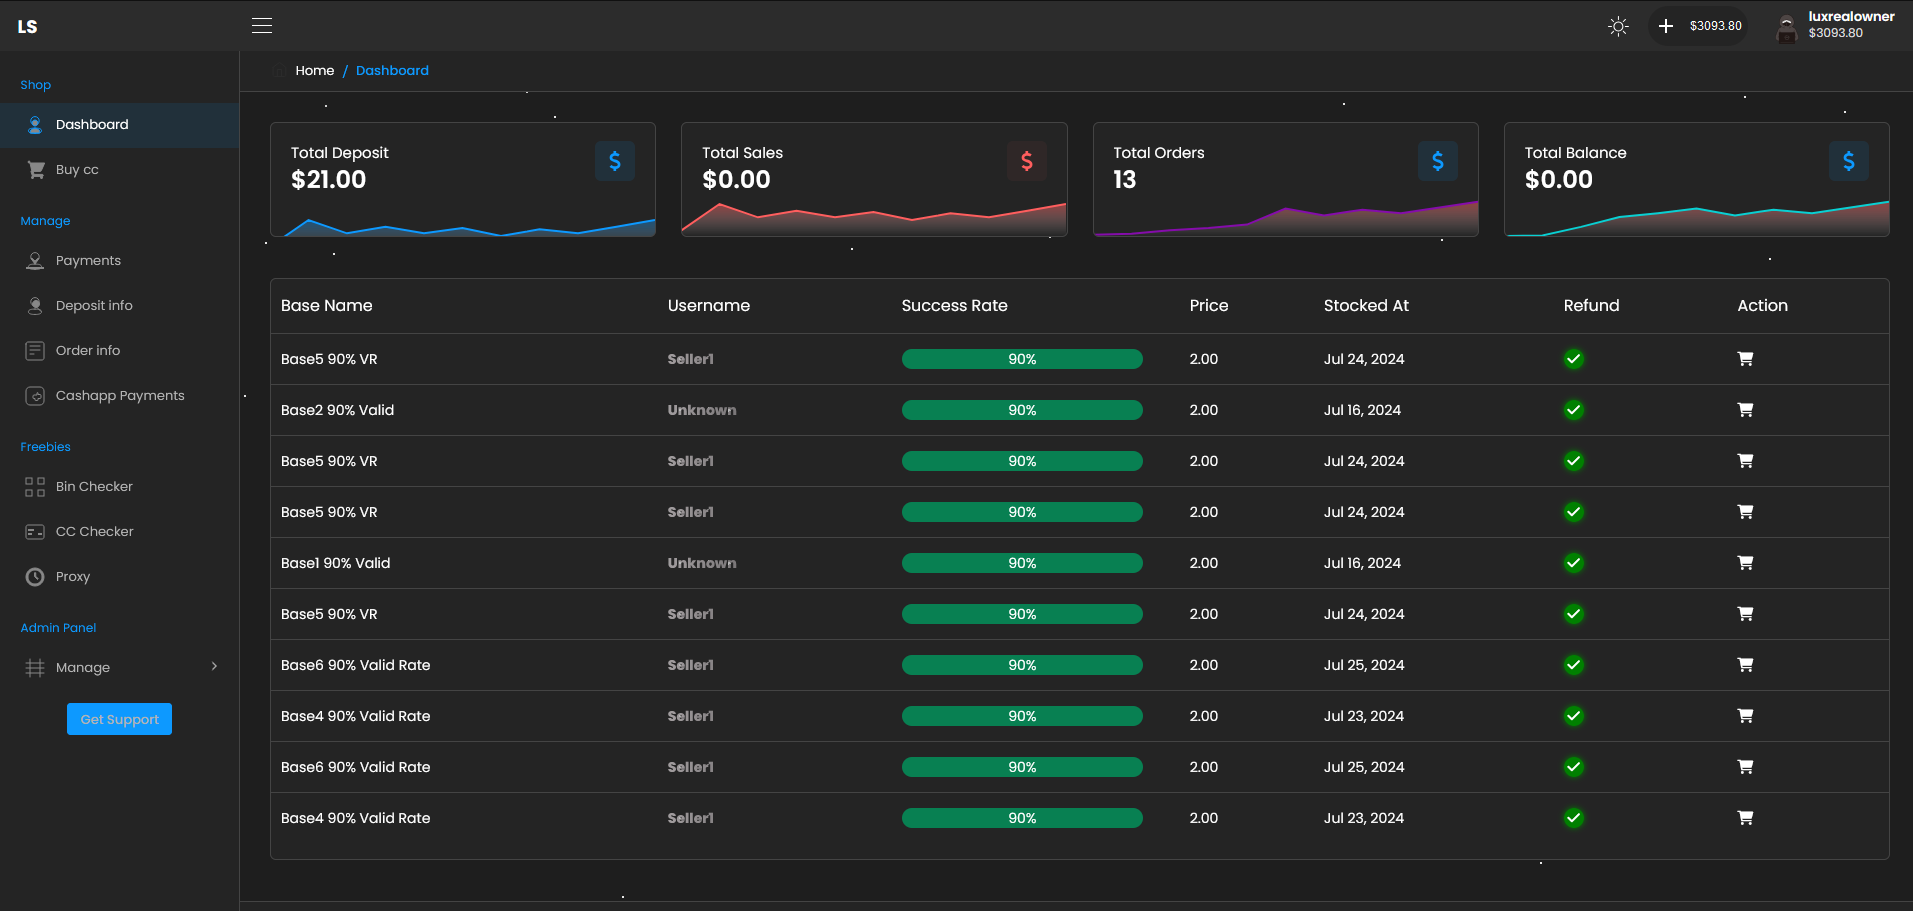 LS
$3093.80
luxrealowner
$3093.80
Home / Dashboard
Shop
Dashboard
Buy cc
Manage
Payments
Deposit info
Order info
Cashapp Payments
Freebies
Bin Checker
CC Checker
Proxy
Admin Panel
Manage
Get Support
Total Deposit
$21.00
$
Total Sales
$0.00
$
Total Orders
13
$
Total Balance
$0.00
$
Base Name Username Success Rate Price Stocked At Refund Action
Base5 90% VR Seller1 90% 2.00 Jul 24, 2024
Base2 90% Valid Unknown 90% 2.00 Jul 16, 2024
Base5 90% VR Seller1 90% 2.00 Jul 24, 2024
Base5 90% VR Seller1 90% 2.00 Jul 24, 2024
Base1 90% Valid Unknown 90% 2.00 Jul 16, 2024
Base5 90% VR Seller1 90% 2.00 Jul 24, 2024
Base6 90% Valid Rate Seller1 90% 2.00 Jul 25, 2024
Base4 90% Valid Rate Seller1 90% 2.00 Jul 23, 2024
Base6 90% Valid Rate Seller1 90% 2.00 Jul 25, 2024
Base4 90% Valid Rate Seller1 90% 2.00 Jul 23, 2024